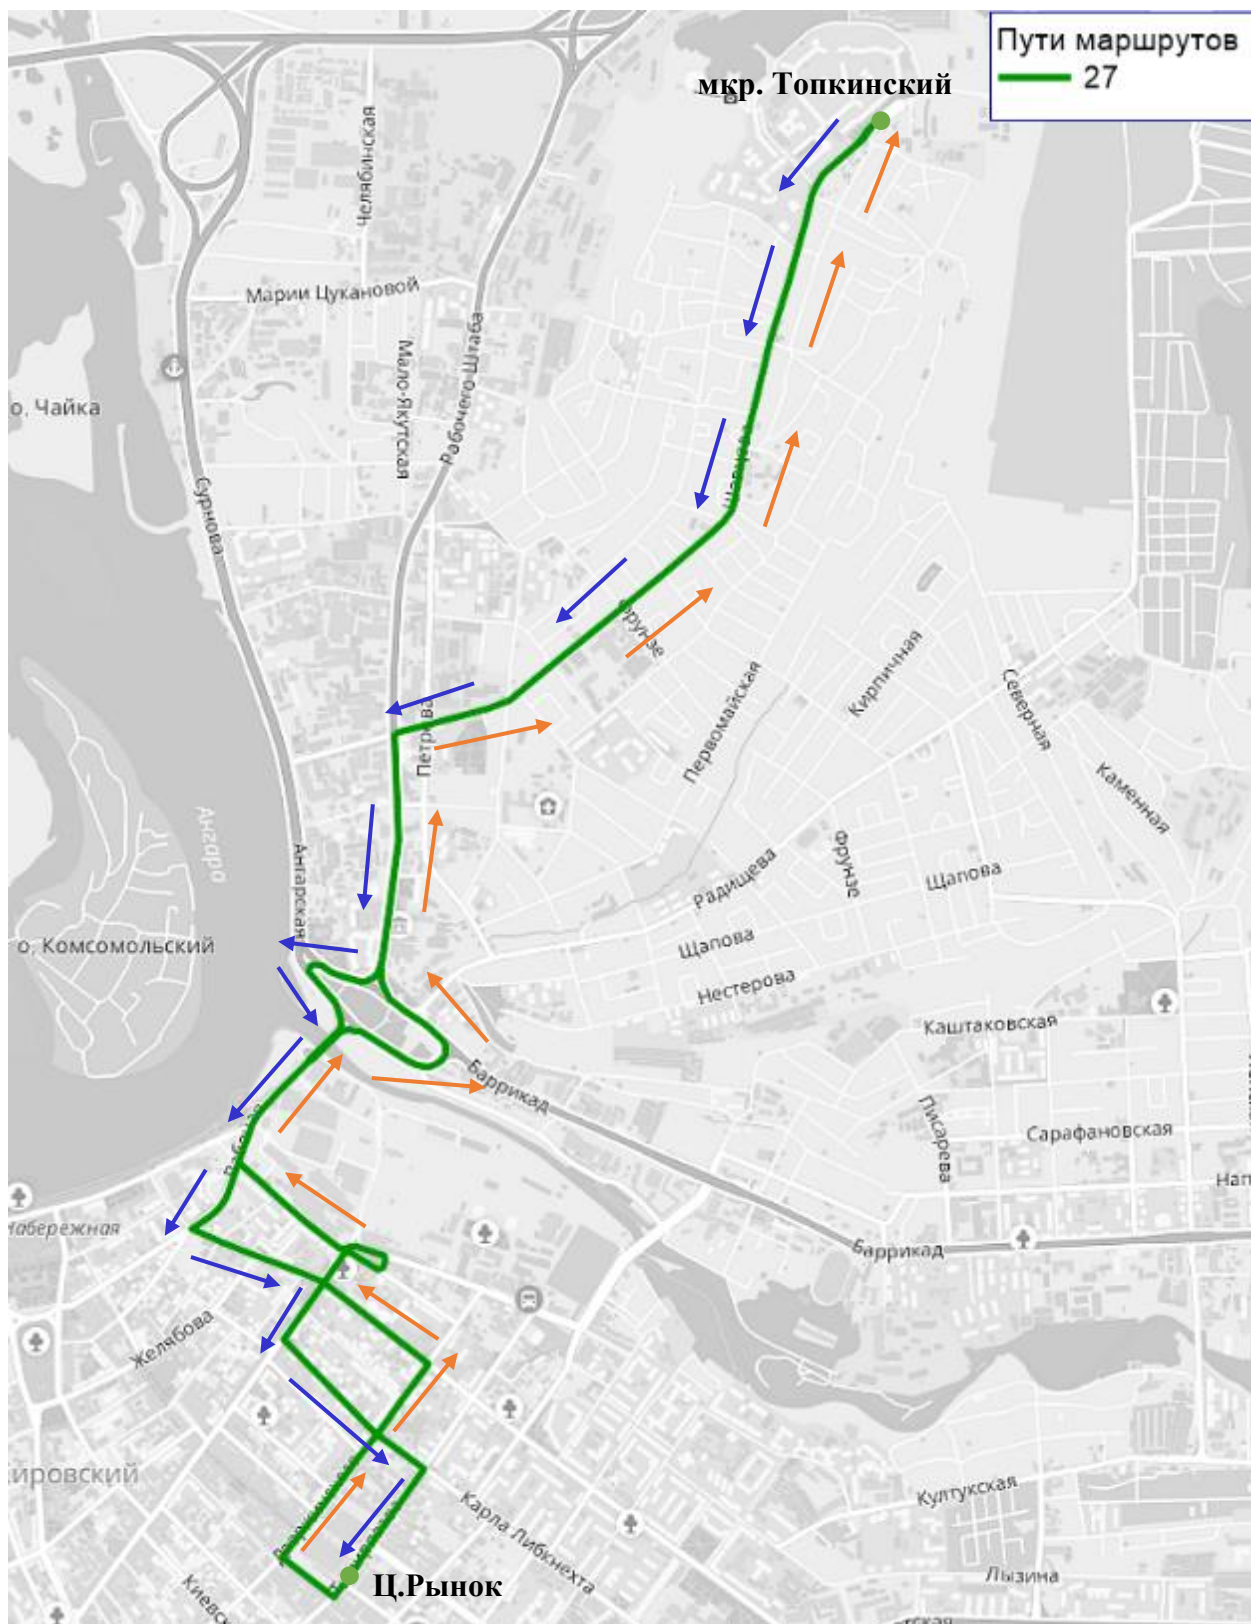 Пути маршрутов
27
мкр. Топкинский
Челябинская
Марии Цукановой
Мало-Якутская
Рабочего Штаба
о. Чайка
Сурнова
Фрунзе
Кирпичная
Первомайская
Северная
Каменная
Петрова
Ангара
Ангарская
Радищева
Фрунзе
Щапова
Щапова
Нестерова
о. Комсомольский
Каштаковская
Баррикад
Писарева
Сарафановская
Нап
Набережная
Баррикад
Желябова
кировский
Карла Либкнехта
Култукская
Лызина
Ц.Рынок
Киевс